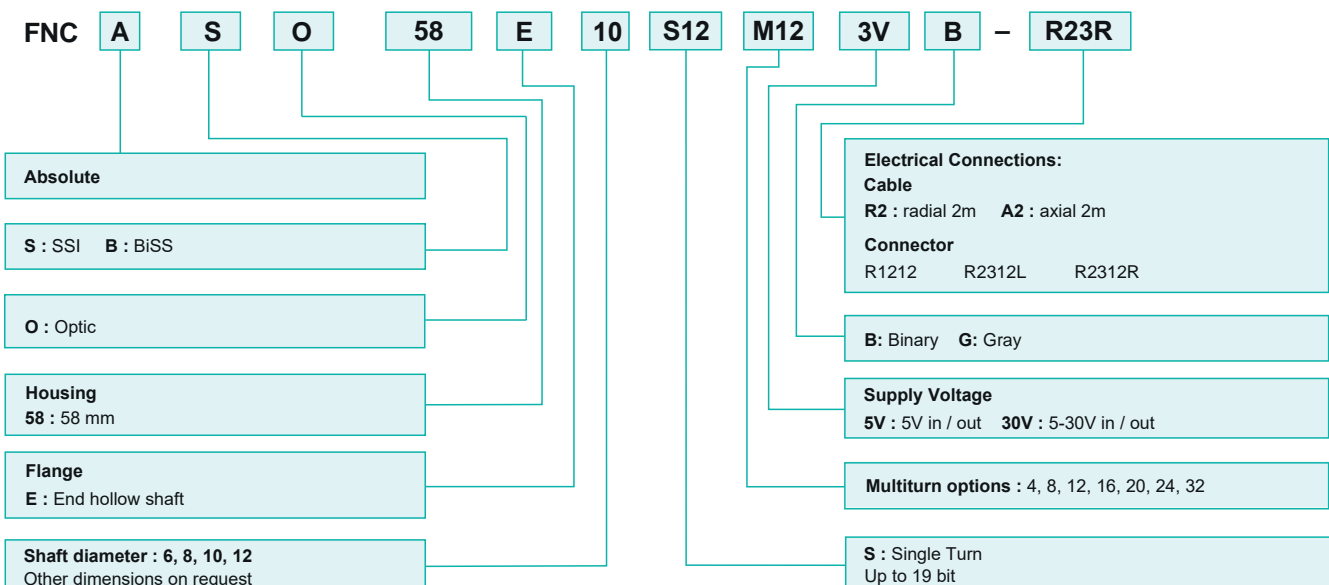 FNC A S O 58 E 10 S12 M12 3V B – R23R
Absolute
S : SSI B : BiSS
O : Optic
Housing
58 : 58 mm
Flange
E : End hollow shaft
Shaft diameter : 6, 8, 10, 12
Other dimensions on request
Electrical Connections:
Cable
R2 : radial 2m A2 : axial 2m
Connector
R1212 R2312L R2312R
B: Binary G: Gray
Supply Voltage
5V : 5V in / out 30V : 5-30V in / out
Multiturn options : 4, 8, 12, 16, 20, 24, 32
S : Single Turn
Up to 19 bit